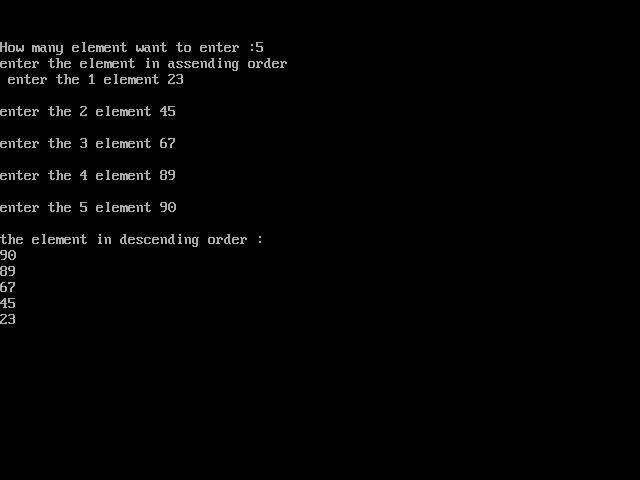 How many element want to enter :5
enter the element in assending order
enter the 1 element 23
enter the 2 element 45
enter the 3 element 67
enter the 4 element 89
enter the 5 element 90
the element in descending order :
90
89
67
45
23